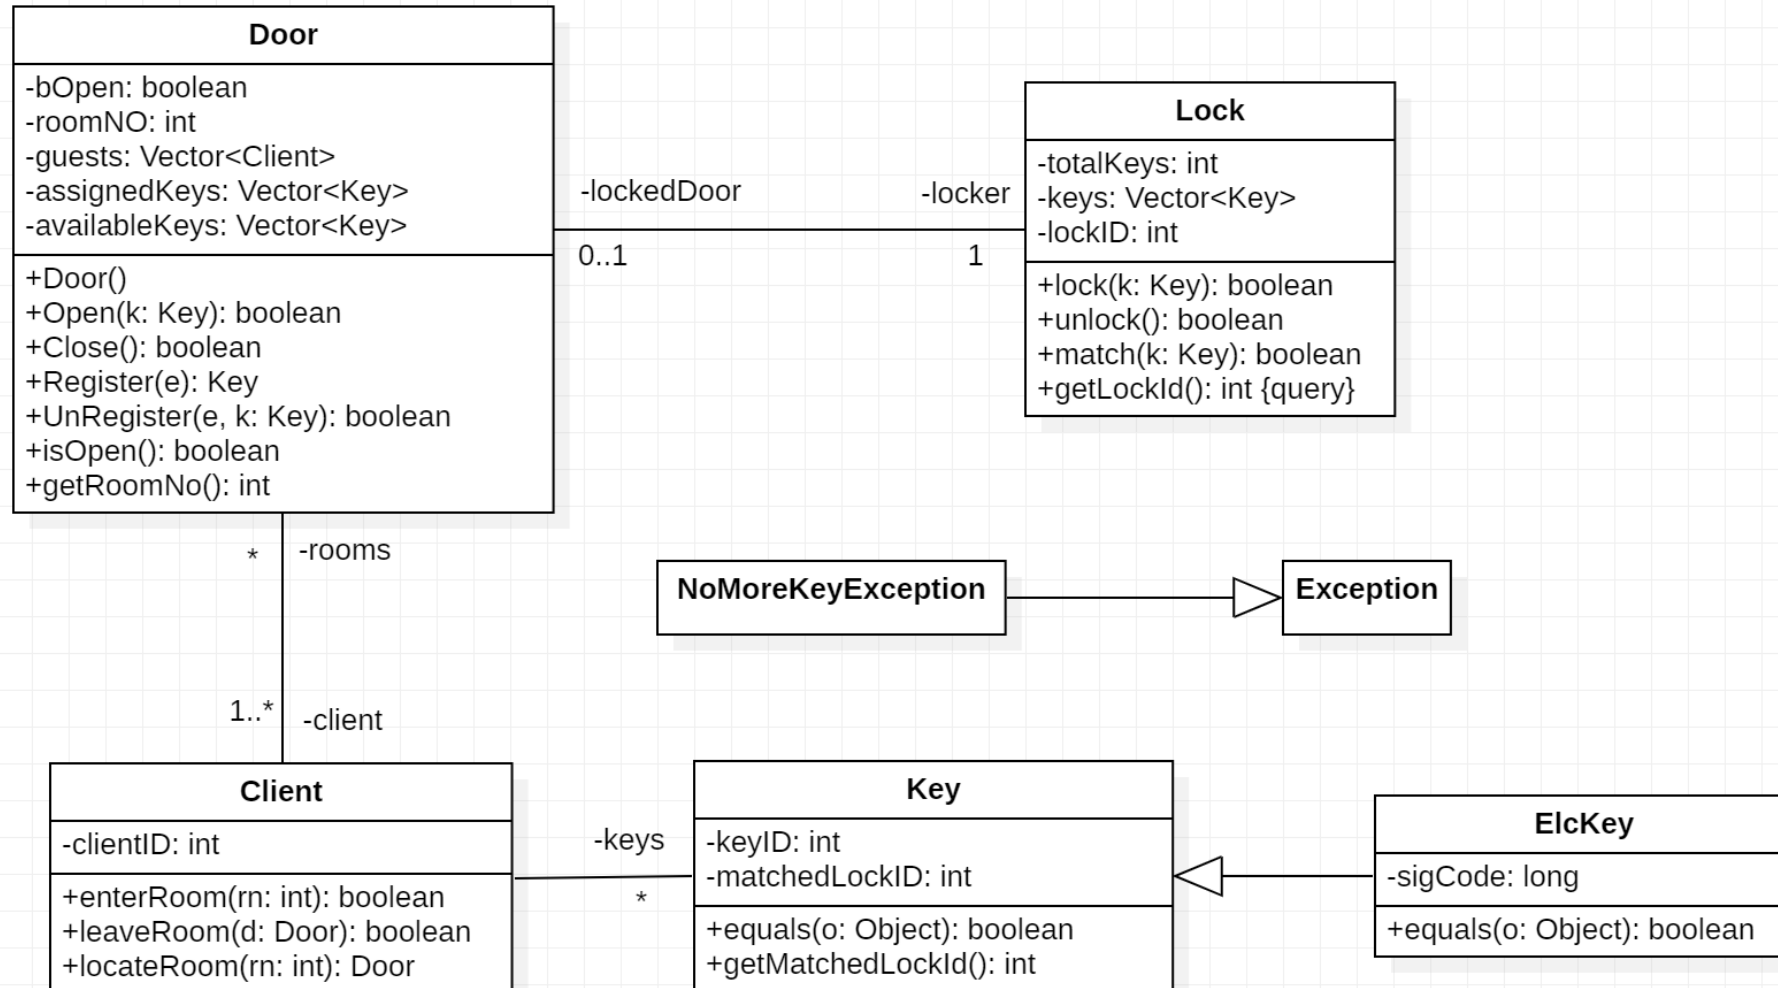 Door
-bOpen: boolean
-roomNO: int
-guests: Vector<Client>
-assignedKeys: Vector<Key>
-availableKeys: Vector<Key>
+Door()
+Open(k: Key): boolean
+Close(): boolean
+Register(e): Key
+UnRegister(e, k: Key): boolean
+isOpen(): boolean
+getRoomNo(): int
-lockedDoor
-locker
0..1
1
Lock
-totalKeys: int
-keys: Vector<Key>
-lockID: int
+lock(k: Key): boolean
+unlock(): boolean
+match(k: Key): boolean
+getLockId(): int {query}
*
-rooms
NoMoreKeyException
Exception
1..*
-client
Client
-clientID: int
+enterRoom(rn: int): boolean
+leaveRoom(d: Door): boolean
+locateRoom(rn: int): Door
-keys
*
Key
-keyID: int
-matchedLockID: int
+equals(o: Object): boolean
+getMatchedLockId(): int
ElcKey
-sigCode: long
+equals(o: Object): boolean